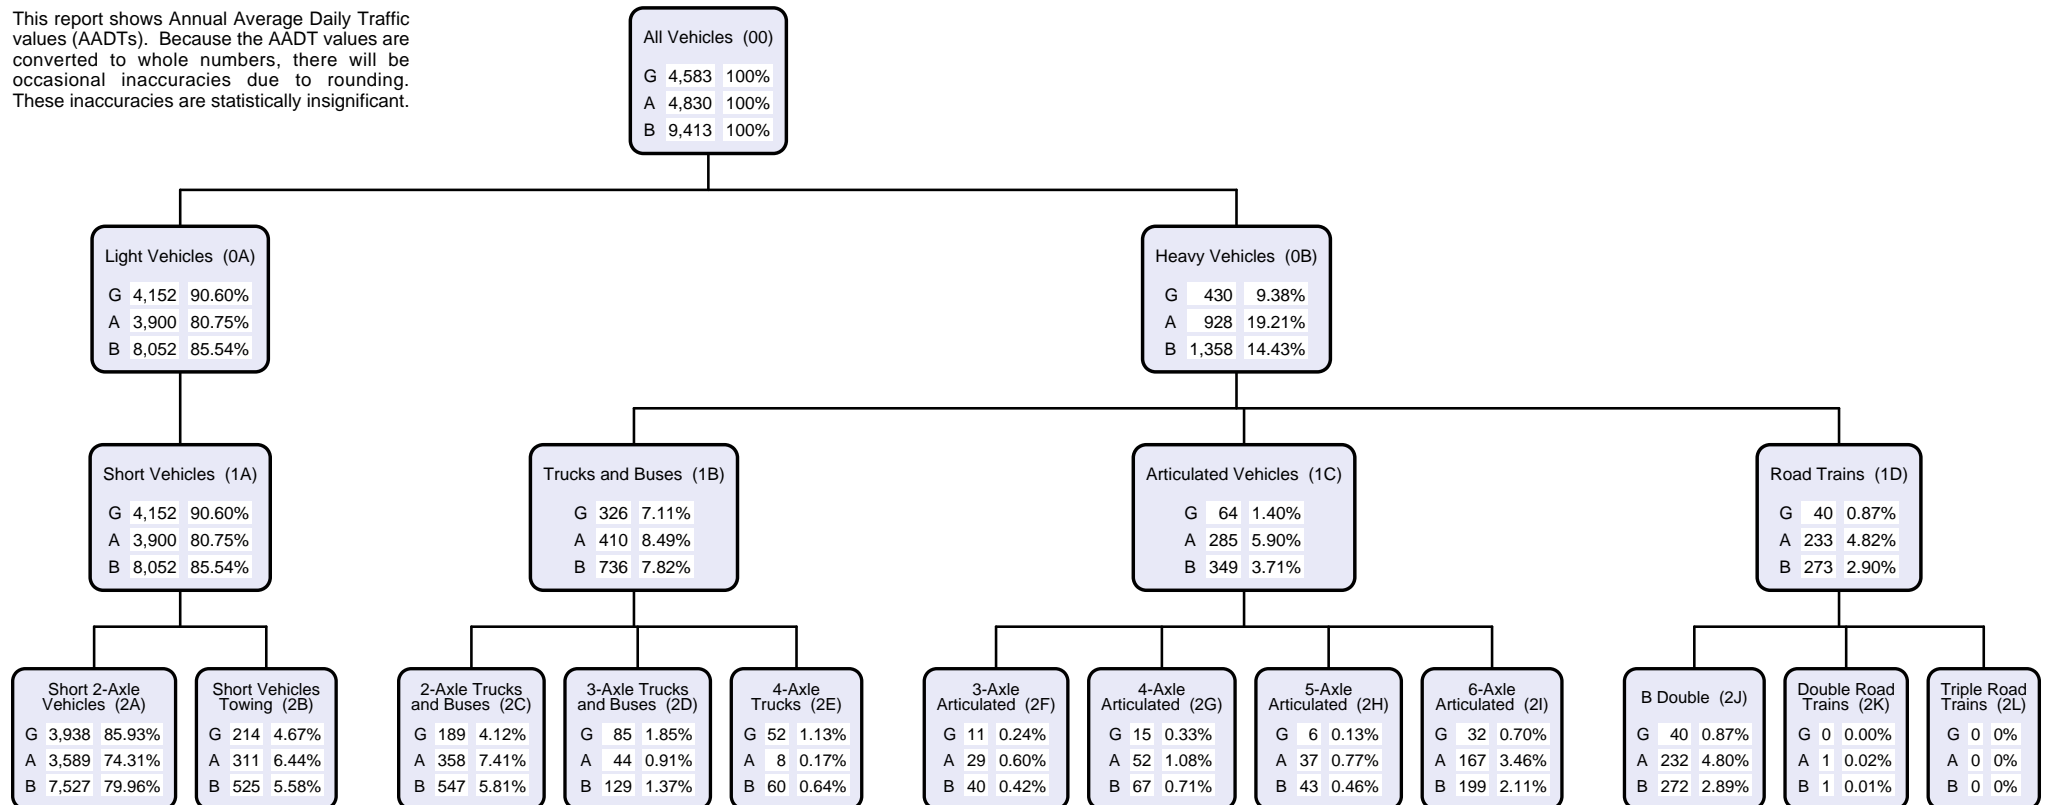 This report shows Annual Average Daily Traffic
values (AADTs). Because the AADT values are
converted to whole numbers, there will be
occasional inaccuracies due to rounding.
These inaccuracies are statistically insignificant.
All Vehicles (00)
G 4,583 100%
A 4,830 100%
B 9,413 100%
Light Vehicles (0A)
G 4,152 90.60%
A 3,900 80.75%
B 8,052 85.54%
Heavy Vehicles (0B)
G 430 9.38%
A 928 19.21%
B 1,358 14.43%
Short Vehicles (1A)
G 4,152 90.60%
A 3,900 80.75%
B 8,052 85.54%
Trucks and Buses (1B)
G 326 7.11%
A 410 8.49%
B 736 7.82%
Articulated Vehicles (1C)
G 64 1.40%
A 285 5.90%
B 349 3.71%
Road Trains (1D)
G 40 0.87%
A 233 4.82%
B 273 2.90%
Short 2-Axle
Vehicles (2A)
G 3,938 85.93%
A 3,589 74.31%
B 7,527 79.96%
Short Vehicles
Towing (2B)
G 214 4.67%
A 311 6.44%
B 525 5.58%
2-Axle Trucks
and Buses (2C)
G 189 4.12%
A 358 7.41%
B 547 5.81%
3-Axle Trucks
and Buses (2D)
G 85 1.85%
A 44 0.91%
B 129 1.37%
4-Axle
Trucks (2E)
G 52 1.13%
A 8 0.17%
B 60 0.64%
3-Axle
Articulated (2F)
G 11 0.24%
A 29 0.60%
B 40 0.42%
4-Axle
Articulated (2G)
G 15 0.33%
A 52 1.08%
B 67 0.71%
5-Axle
Articulated (2H)
G 6 0.13%
A 37 0.77%
B 43 0.46%
6-Axle
Articulated (2I)
G 32 0.70%
A 167 3.46%
B 199 2.11%
B Double (2J)
G 40 0.87%
A 232 4.80%
B 272 2.89%
Double Road
Trains (2K)
G 0 0.00%
A 1 0.02%
B 1 0.01%
Triple Road
Trains (2L)
G 0 0%
A 0 0%
B 0 0%